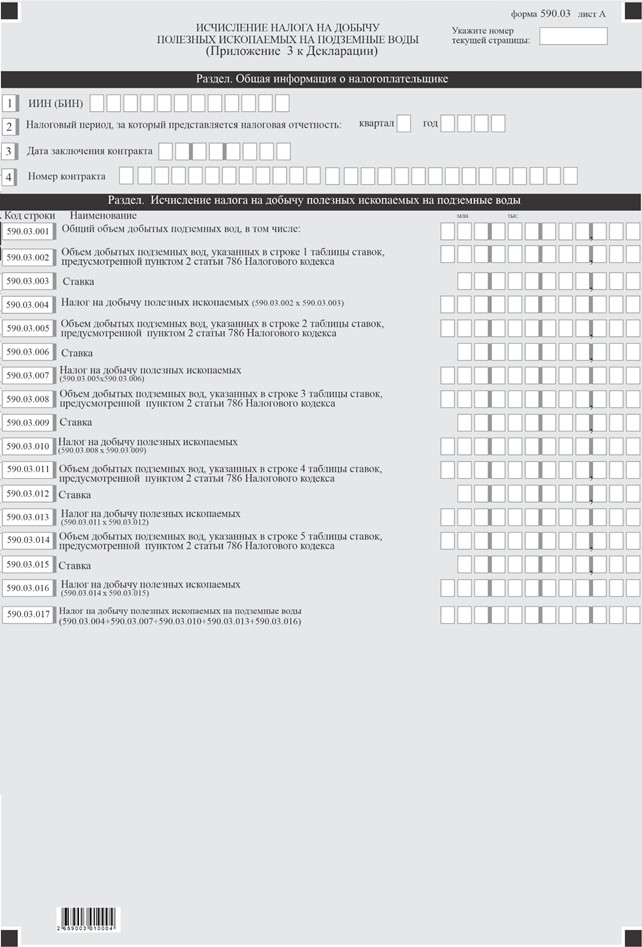 форма 590.03 лист А
ИСЧИСЛЕНИЕ НАЛОГА НА ДОБЫЧУ
ПОЛЕЗНЫХ ИСКОПАЕМЫХ НА ПОДЗЕМНЫЕ ВОДЫ
(Приложение 3 к Декларации)
Укажите номер
текущей страницы:
Раздел. Общая информация о налогоплательщике
1 ИИН (БИН)
2 Налоговый период, за который представляется налоговая отчетность: квартал год
3 Дата заключения контракта
4 Номер контракта
Раздел. Исчисление налога на добычу полезных ископаемых на подземные воды
Код строки Наименование млн. тыс.
590.03.001 Общий объем добытых подземных вод, в том числе: ,
590.03.002 Объем добытых подземных вод, указанных в строке 1 таблицы ставок, ,
предусмотренной пунктом 2 статьи 786 Налогового кодекса
590.03.003 Ставка ,
590.03.004 Налог на добычу полезных ископаемых (590.03.002 х 590.03.003)
590.03.005 Объем добытых подземных вод, указанных в строке 2 таблицы ставок, ,
предусмотренной пунктом 2 статьи 786 Налогового кодекса
590.03.006 Ставка ,
590.03.007 Налог на добычу полезных ископаемых
(590.03.005х590.03.006)
590.03.008 Объем добытых подземных вод, указанных в строке 3 таблицы ставок, ,
предусмотренной пунктом 2 статьи 786 Налогового кодекса
590.03.009 Ставка ,
590.03.010 Налог на добычу полезных ископаемых
(590.03.008 х 590.03.009)
590.03.011 Объем добытых подземных вод, указанных в строке 4 таблицы ставок, ,
предусмотренной пунктом 2 статьи 786 Налогового кодекса
590.03.012 Ставка ,
590.03.013 Налог на добычу полезных ископаемых
(590.03.011 х 590.03.012)
590.03.014 Объем добытых подземных вод, указанных в строке 5 таблицы ставок, ,
предусмотренной пунктом 2 статьи 786 Налогового кодекса
590.03.015 Ставка ,
590.03.016 Налог на добычу полезных ископаемых
(590.03.014 х 590.03.015)
590.03.017 Налог на добычу полезных ископаемых на подземные воды
(590.03.004+590.03.007+590.03.010+590.03.013+590.03.016)
2 659003 010004